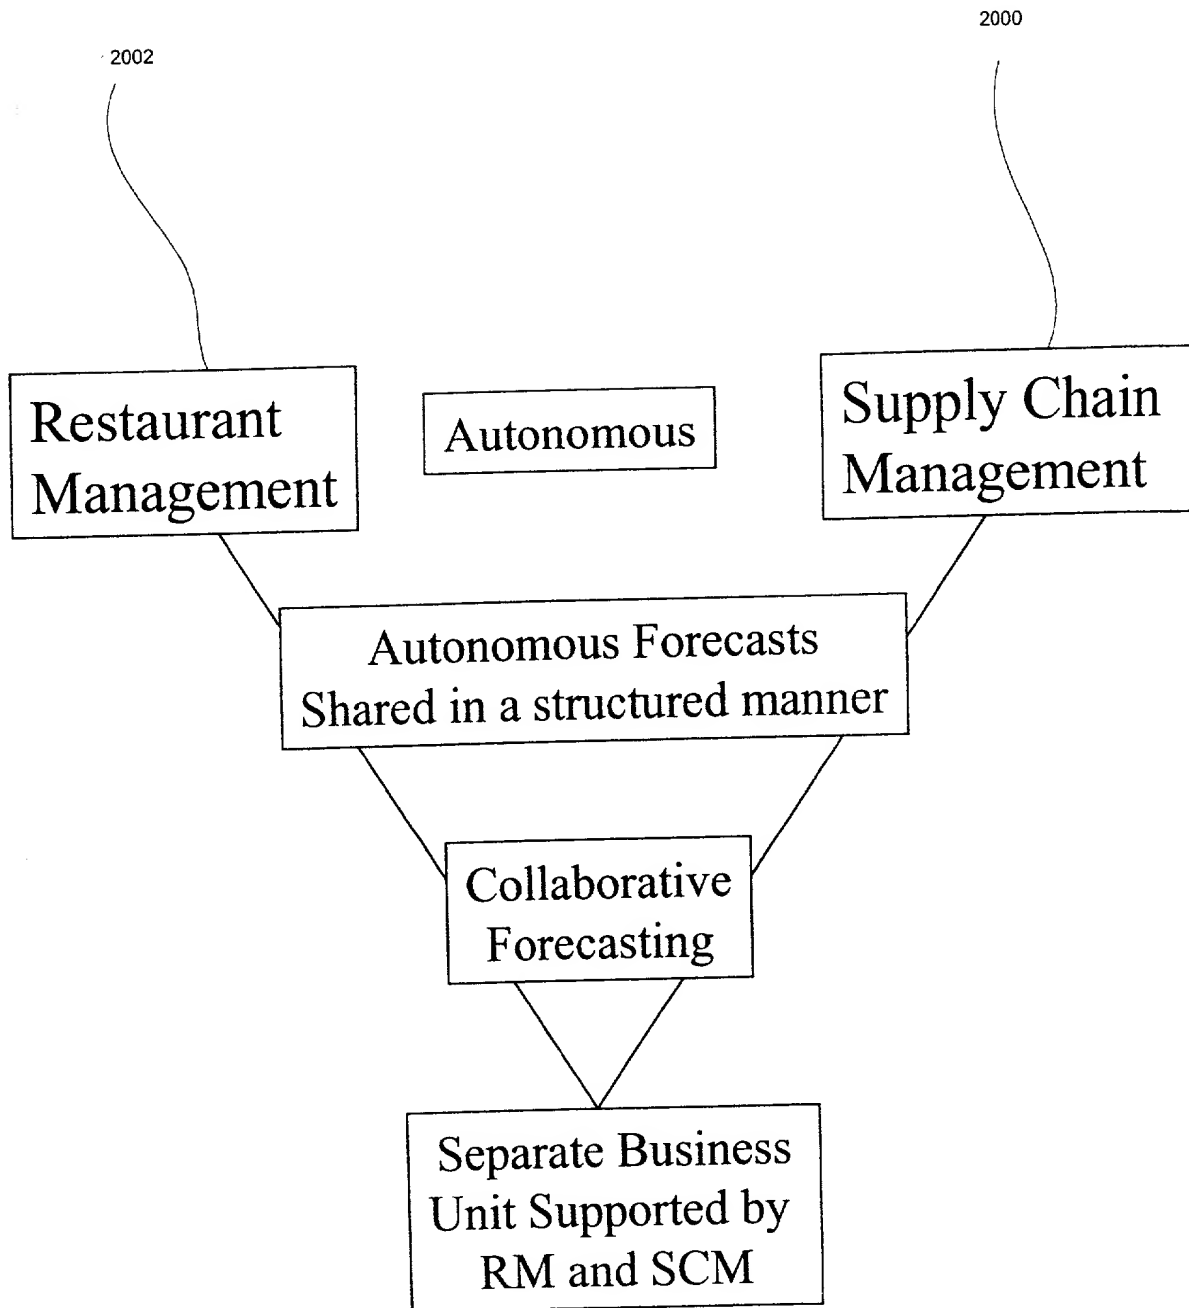 2002
2000
Restaurant
Management
Autonomous
Supply Chain
Management
Autonomous Forecasts
Shared in a structured manner
Collaborative
Forecasting
Separate Business
Unit Supported by
RM and SCM